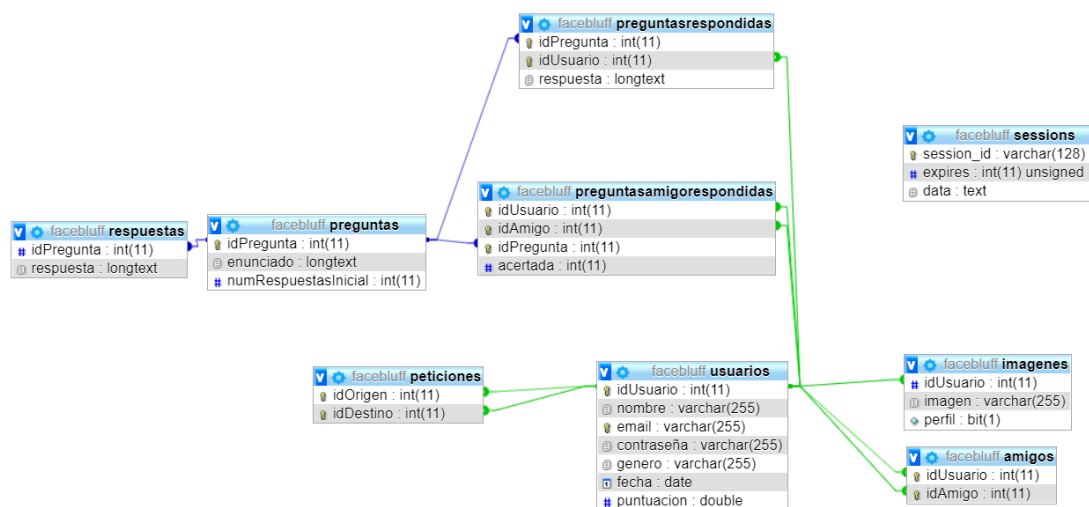 facebluff preguntasrespondidas
idPregunta : int(11)
idUsuario : int(11)
respuesta : longtext
facebluff sessions
session_id : varchar(128)
expires : int(11) unsigned
data : text
facebluff preguntasamigorespondidas
idUsuario : int(11)
idAmigo : int(11)
idPregunta : int(11)
acertada : int(11)
facebluff respuestas
idPregunta : int(11)
respuesta : longtext
facebluff preguntas
idPregunta : int(11)
enunciado : longtext
numRespuestasInicial : int(11)
facebluff peticiones
idOrigen : int(11)
idDestino : int(11)
facebluff usuarios
idUsuario : int(11)
nombre : varchar(255)
email : varchar(255)
contraseña : varchar(255)
genero : varchar(255)
fecha : date
puntuacion : double
facebluff imagenes
idUsuario : int(11)
imagen : varchar(255)
perfil : bit(1)
facebluff amigos
idUsuario : int(11)
idAmigo : int(11)